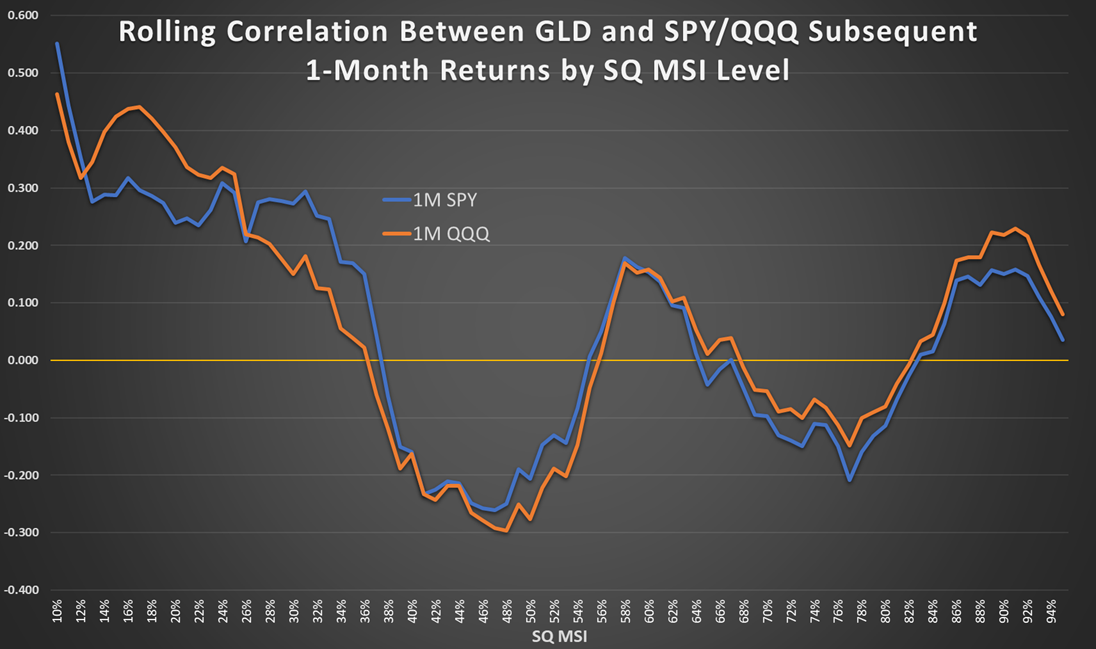 Rolling Correlation Between GLD and SPY/QQQ Subsequent
1-Month Returns by SQ MSI Level
0.600
0.500
0.400
0.300
0.200
0.100
0.000
-0.100
-0.200
-0.300
-0.400
1M SPY
1M QQQ
10% 12% 14% 16% 18% 20% 22% 24% 26% 28% 30% 32% 34% 36% 38% 40% 42% 44% 46% 48% 50% 52% 54% 56% 58% 60% 62% 64% 66% 68% 70% 72% 74% 76% 78% 80% 82% 84% 86% 88% 90% 92% 94%
SQ MSI